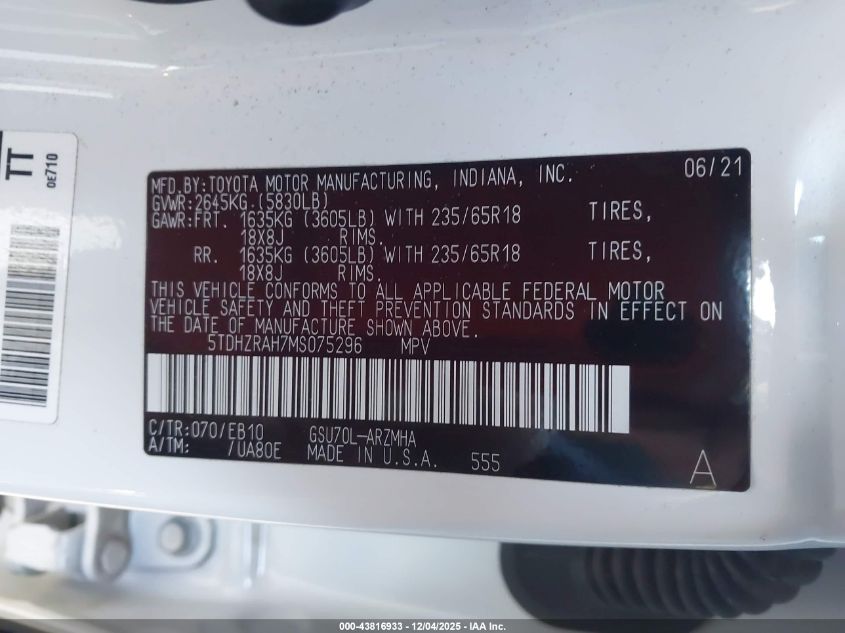 TT
0E710
MFD.BY:TOYOTA MOTOR MANUFACTURING, INDIANA, INC. 06/21
GVWR:2645KG.(5830LB)
GAWR:FRT. 1635KG (3605LB) WITH 235/65R18 TIRES,
18X8J RIMS.
RR. 1635KG (3605LB) WITH 235/65R18 TIRES,
18X8J RIMS.
THIS VEHICLE CONFORMS TO ALL APPLICABLE FEDERAL MOTOR
VEHICLE SAFETY AND THEFT PREVENTION STANDARDS IN EFFECT ON
THE DATE OF MANUFACTURE SHOWN ABOVE.
5TDHZRAH7MS075296 MPV
C/TR:070/EB10 GSU70L-ARZMHA
A/TM: /UA80E MADE IN U.S.A. 555
A
000-43816933 - 12/04/2025 - IAA Inc.